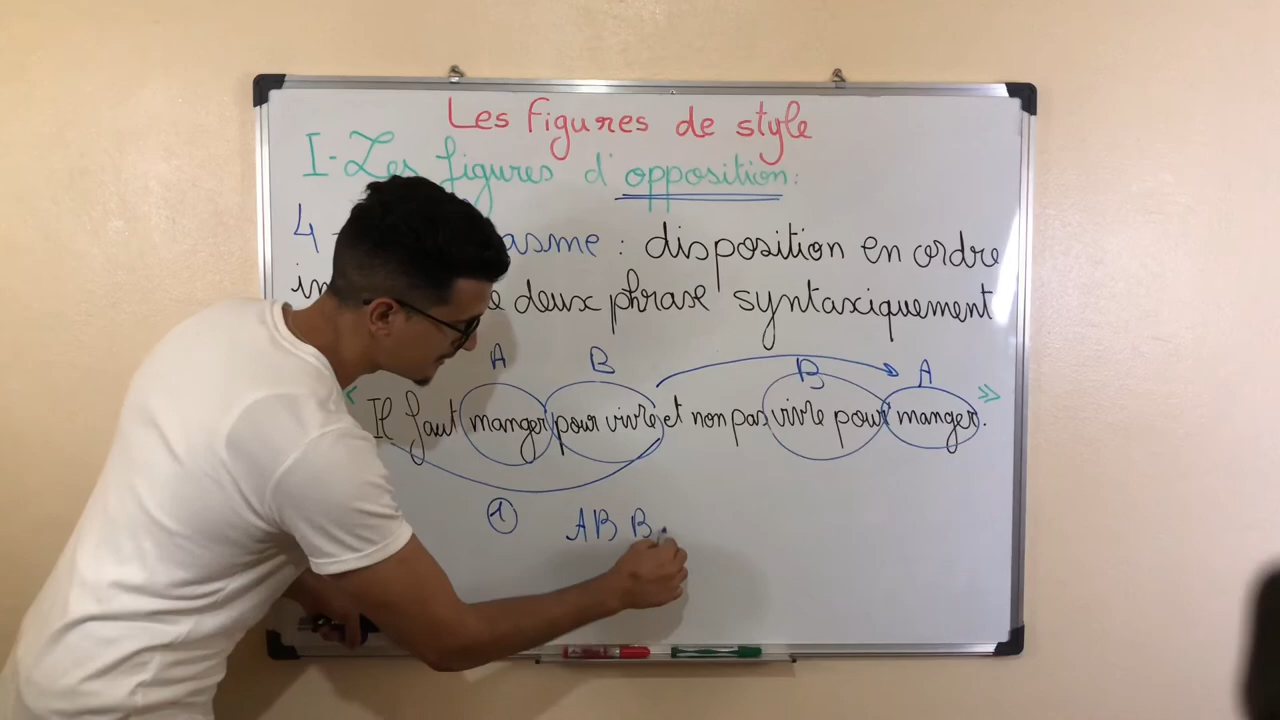 Les figures de style
I- Les figures d'opposition:
4 - asme : disposition en ordre
in e deux phrase syntaxiquement
A B B A
« Il faut manger pour vivre et non pas vivre pour manger. »
1 AB B